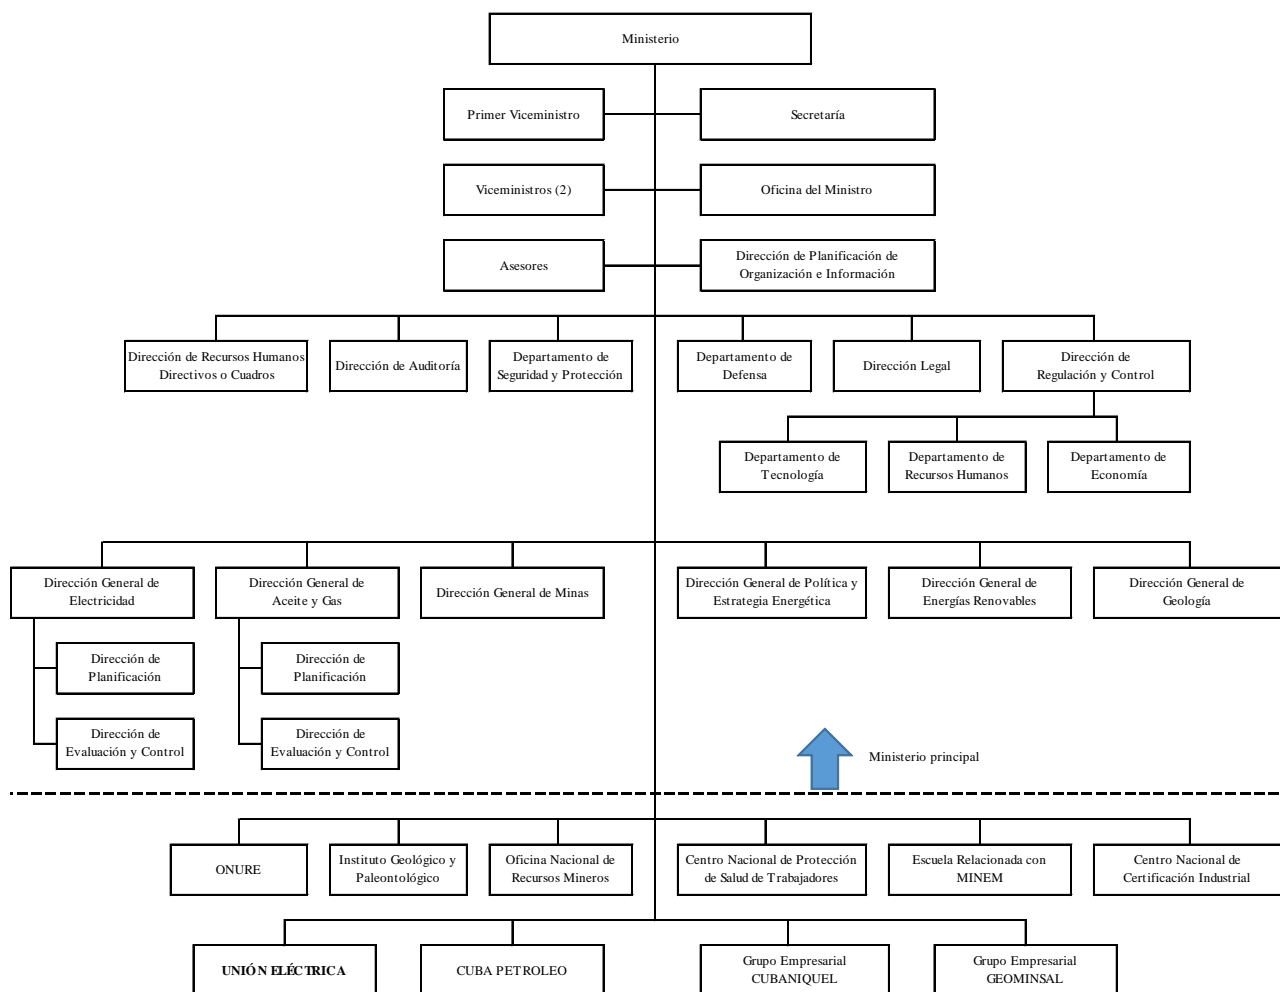 Ministerio
Primer Viceministro
Secretaría
Viceministros (2)
Oficina del Ministro
Asesores
Dirección de Planificación de
Organización e Información
Dirección de Recursos Humanos
Directivos o Cuadros
Dirección de Auditoría
Departamento de
Seguridad y Protección
Departamento de
Defensa
Dirección Legal
Dirección de
Regulación y Control
Departamento de
Tecnología
Departamento de
Recursos Humanos
Departamento de
Economía
Dirección General de
Electricidad
Dirección General de
Aceite y Gas
Dirección General de Minas
Dirección General de Política y
Estrategia Energética
Dirección General de
Energías Renovables
Dirección General de
Geología
Dirección de
Planificación
Dirección de
Planificación
Dirección de
Evaluación y Control
Dirección de
Evaluación y Control
Ministerio principal
ONURE
Instituto Geológico y
Paleontológico
Oficina Nacional de
Recursos Mineros
Centro Nacional de Protección
de Salud de Trabajadores
Escuela Relacionada con
MINEM
Centro Nacional de
Certificación Industrial
UNIÓN ELÉCTRICA
CUBA PETROLEO
Grupo Empresarial
CUBANIQUEL
Grupo Empresarial
GEOMINSAL